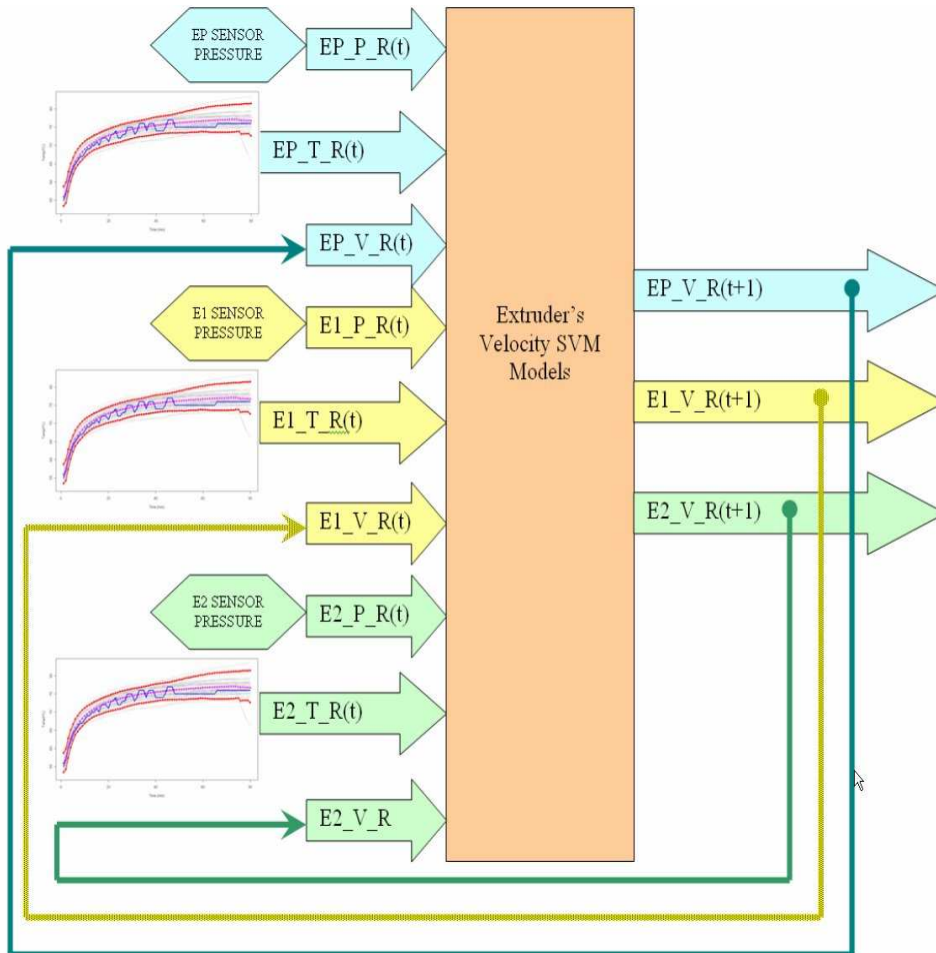 EP SENSOR
PRESSURE
EP_P_R(t)
EP_T_R(t)
EP_V_R(t)
E1 SENSOR
PRESSURE
E1_P_R(t)
E1_T_R(t)
E1_V_R(t)
E2 SENSOR
PRESSURE
E2_P_R(t)
E2_T_R(t)
E2_V_R
Extruder's
Velocity SVM
Models
EP_V_R(t+1)
E1_V_R(t+1)
E2_V_R(t+1)